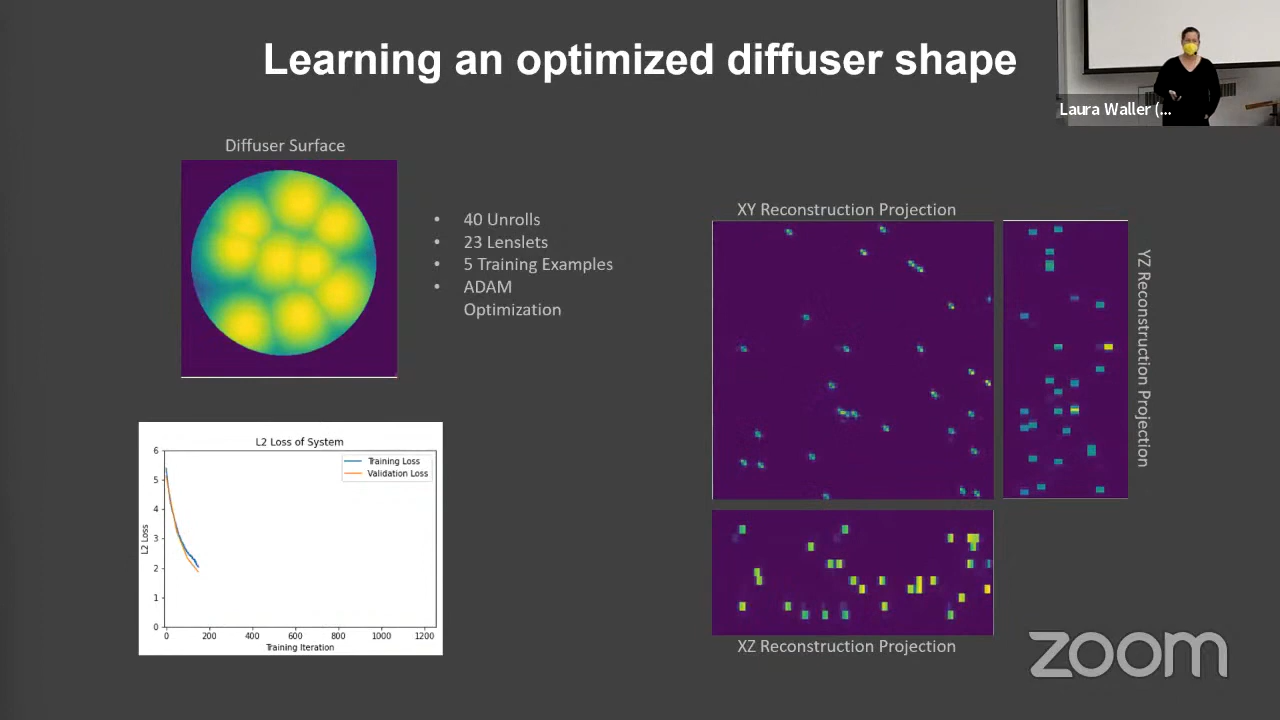 Learning an optimized diffuser shape
Laura Waller (...
Diffuser Surface
• 40 Unrolls
• 23 Lenslets
• 5 Training Examples
• ADAM
Optimization
XY Reconstruction Projection
YZ Reconstruction Projection
XZ Reconstruction Projection
L2 Loss of System
Training Loss
Validation Loss
L2 Loss
6
5
4
3
2
1
0
0 200 400 600 800 1000 1200
Training Iteration
zoom